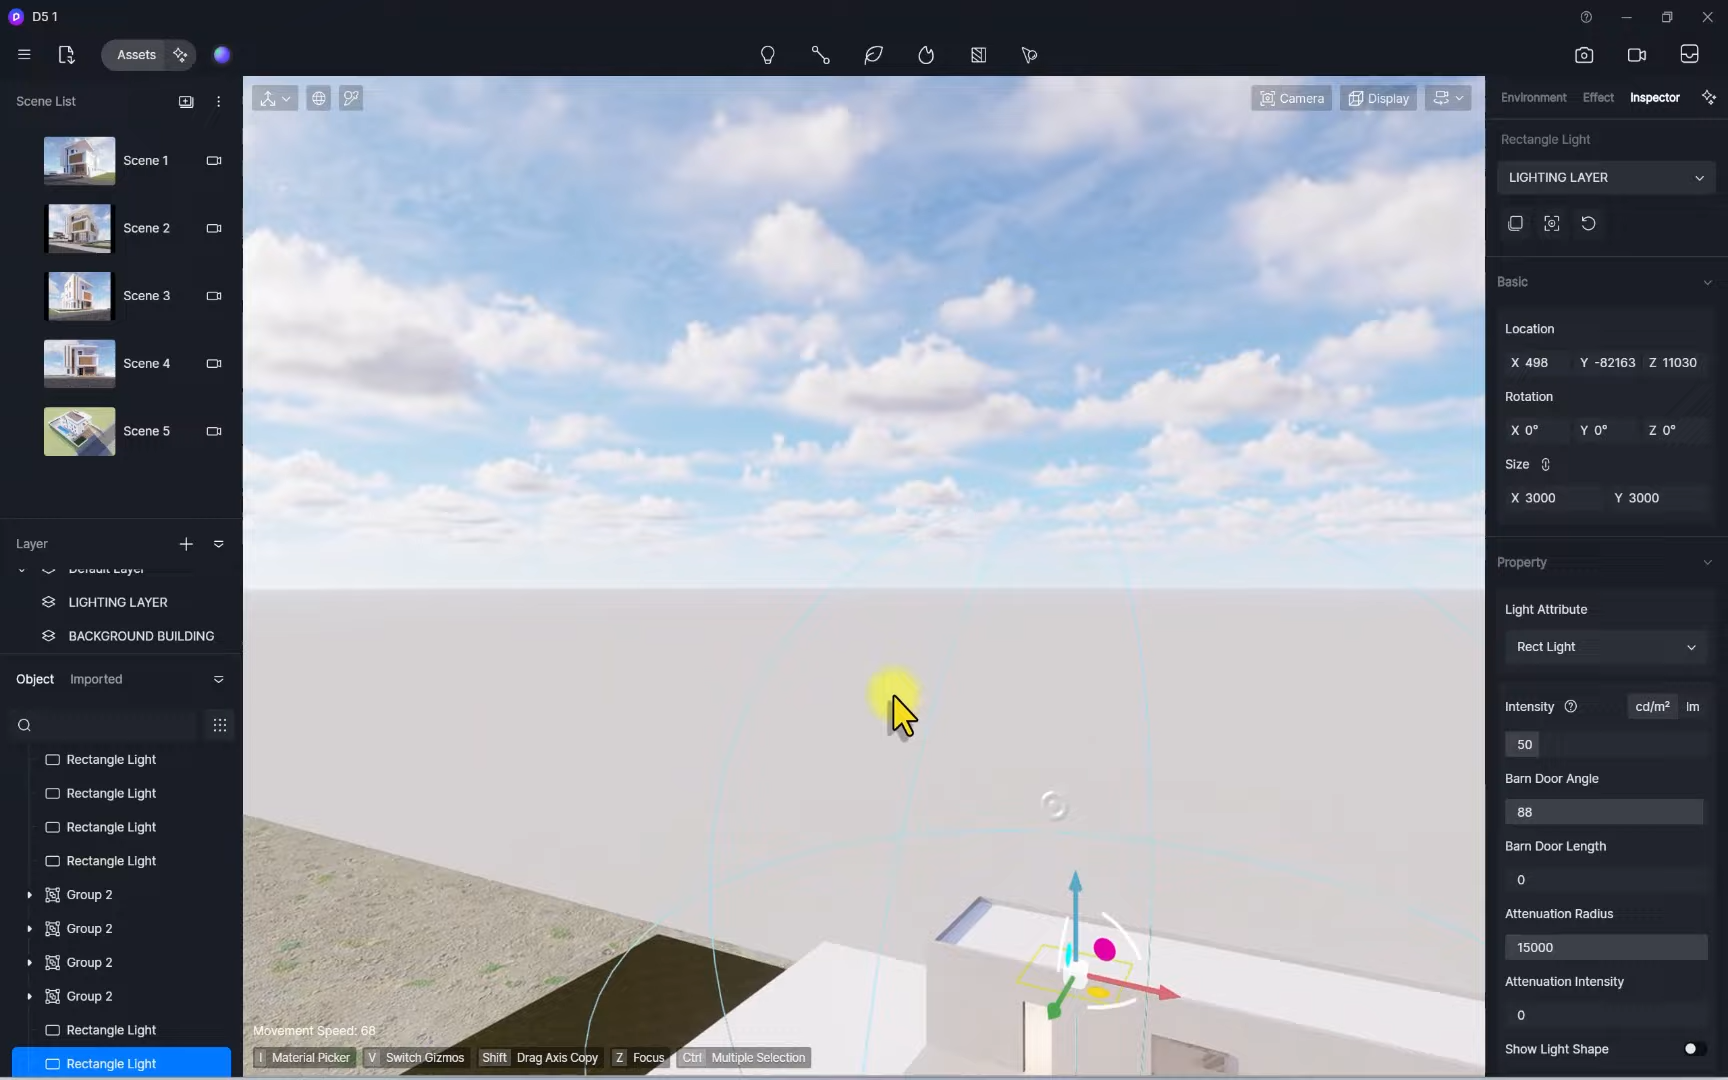 D5 1
Assets
Scene List
Scene 1
Scene 2
Scene 3
Scene 4
Scene 5
Layer
Default Layer
LIGHTING LAYER
BACKGROUND BUILDING
Object Imported
Rectangle Light
Rectangle Light
Rectangle Light
Rectangle Light
Group 2
Group 2
Group 2
Group 2
Rectangle Light
Rectangle Light
Camera Display
Movement Speed: 68
I Material Picker V Switch Gizmos Shift Drag Axis Copy Z Focus Ctrl Multiple Selection
Environment Effect Inspector
Rectangle Light
LIGHTING LAYER
Basic
Location
X 498 Y -82163 Z 11030
Rotation
X 0° Y 0° Z 0°
Size
X 3000 Y 3000
Property
Light Attribute
Rect Light
Intensity cd/m² lm
50
Barn Door Angle
88
Barn Door Length
0
Attenuation Radius
15000
Attenuation Intensity
0
Show Light Shape